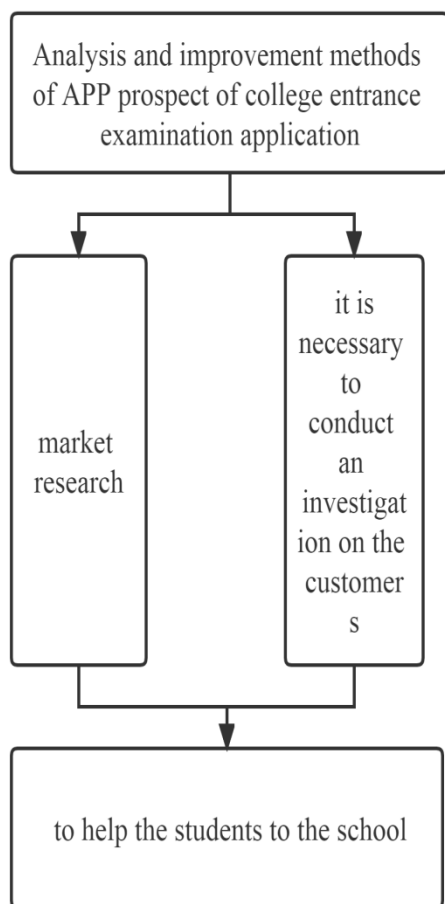 Analysis and improvement methods
of APP prospect of college entrance
examination application
market
research
it is
necessary
to
conduct
an
investigat
ion on the
customer
s
to help the students to the school